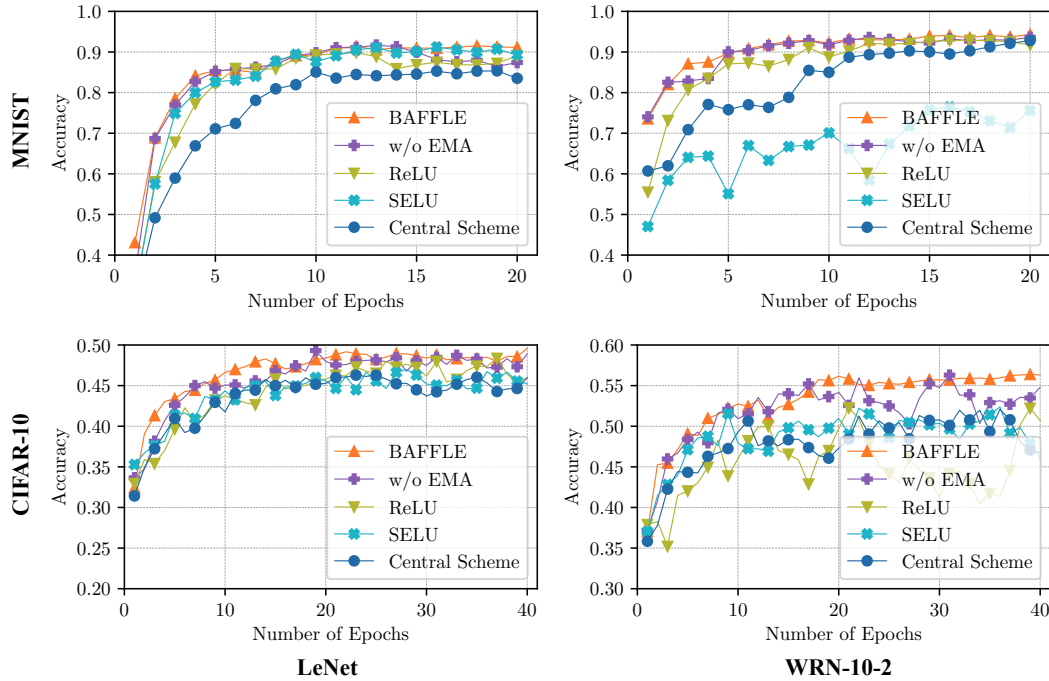 MNIST
Accuracy
1.0
0.9
0.8
0.7
0.6
0.5
0.4
BAFFLE
w/o EMA
ReLU
SELU
Central Scheme
0 5 10 15 20
Number of Epochs
Accuracy
1.0
0.9
0.8
0.7
0.6
0.5
0.4
BAFFLE
w/o EMA
ReLU
SELU
Central Scheme
0 5 10 15 20
Number of Epochs
CIFAR-10
Accuracy
0.50
0.45
0.40
0.35
0.30
0.25
0.20
BAFFLE
w/o EMA
ReLU
SELU
Central Scheme
0 10 20 30 40
Number of Epochs
LeNet
Accuracy
0.60
0.55
0.50
0.45
0.40
0.35
0.30
BAFFLE
w/o EMA
ReLU
SELU
Central Scheme
0 10 20 30 40
Number of Epochs
WRN-10-2